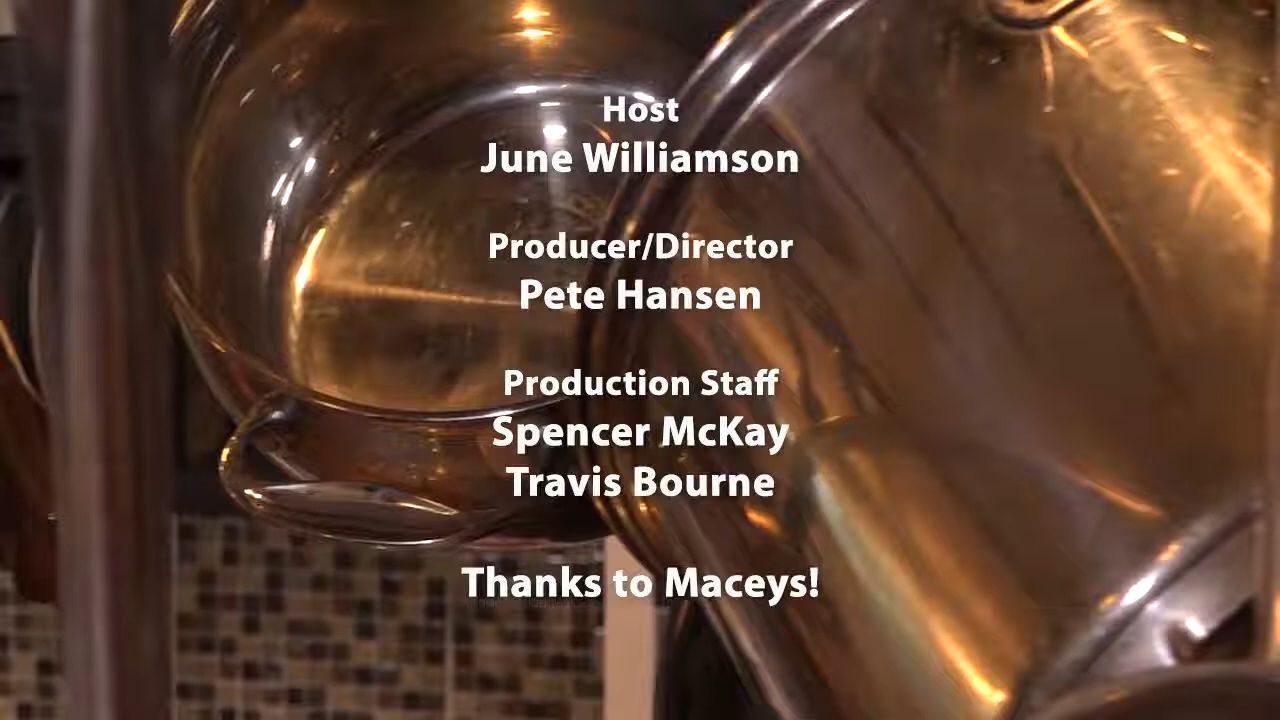 Host
June Williamson
Producer/Director
Pete Hansen
Production Staff
Spencer McKay
Travis Bourne
Thanks to Maceys!